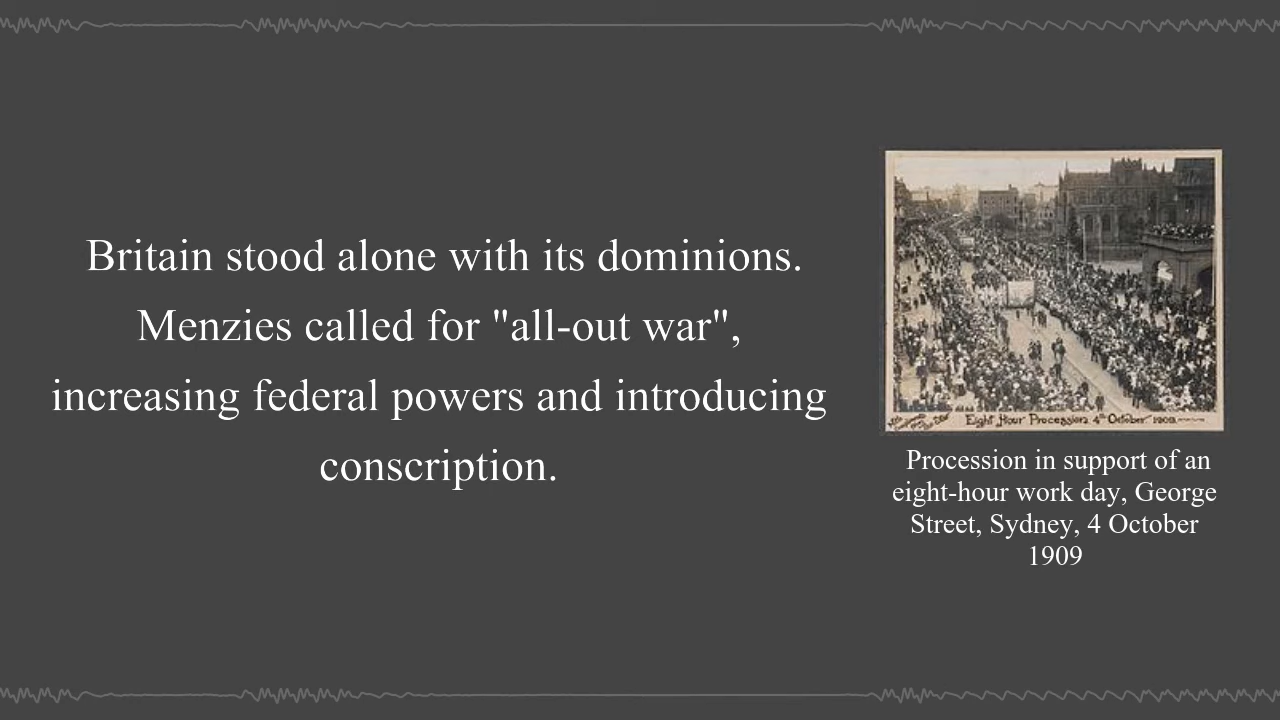 Britain stood alone with its dominions.
Menzies called for "all-out war",
increasing federal powers and introducing
conscription.
Eight Hour Procession 4th October 1909
Procession in support of an
eight-hour work day, George
Street, Sydney, 4 October
1909